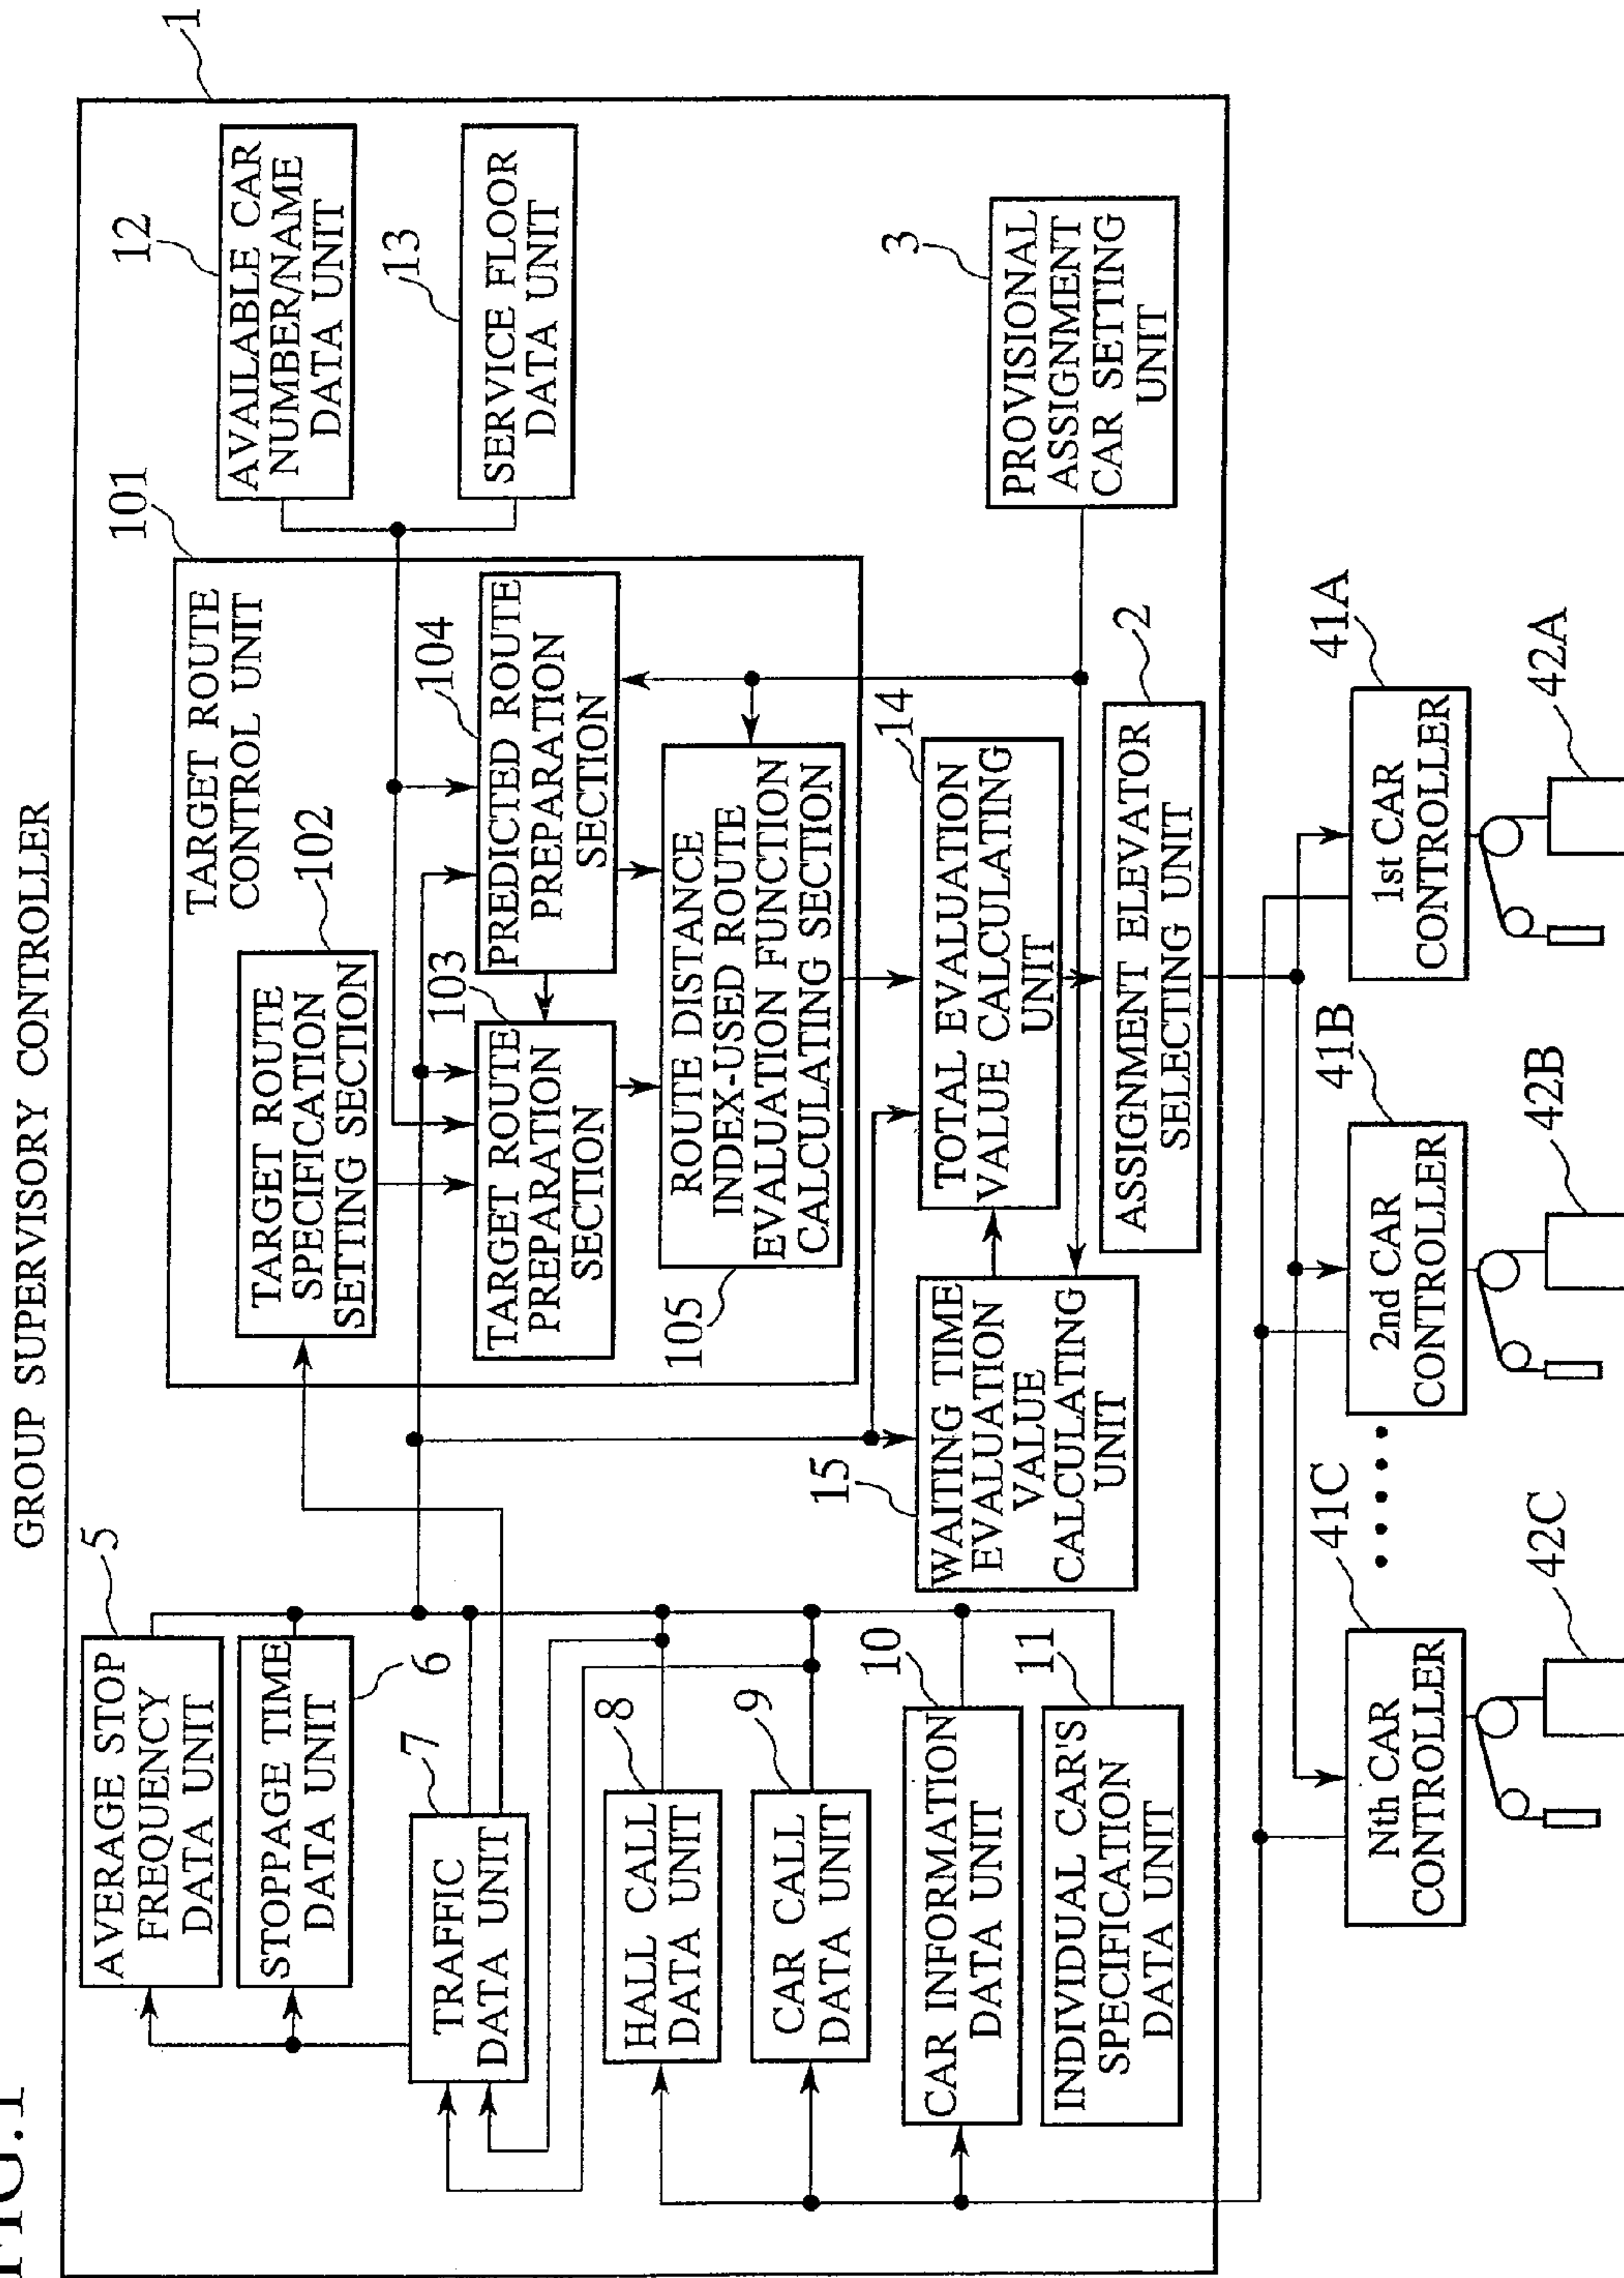 FIG.1
GROUP SUPERVISORY CONTROLLER
1
5
AVERAGE STOP
FREQUENCY
DATA UNIT
STOPPAGE TIME
DATA UNIT
6
7
TRAFFIC
DATA UNIT
8
HALL CALL
DATA UNIT
9
CAR CALL
DATA UNIT
10
CAR INFORMATION
DATA UNIT
11
INDIVIDUAL CAR'S
SPECIFICATION
DATA UNIT
101
TARGET ROUTE
CONTROL UNIT
102
TARGET ROUTE
SPECIFICATION
SETTING SECTION
103
TARGET ROUTE
PREPARATION
SECTION
104
PREDICTED ROUTE
PREPARATION
SECTION
105
ROUTE DISTANCE
INDEX-USED ROUTE
EVALUATION FUNCTION
CALCULATING SECTION
12
AVAILABLE CAR
NUMBER/NAME
DATA UNIT
13
SERVICE FLOOR
DATA UNIT
3
PROVISIONAL
ASSIGNMENT
CAR SETTING
UNIT
15
WAITING TIME
EVALUATION
VALUE
CALCULATING
UNIT
14
TOTAL EVALUATION
VALUE CALCULATING
UNIT
2
ASSIGNMENT ELEVATOR
SELECTING UNIT
41C
Nth CAR
CONTROLLER
42C
41B
2nd CAR
CONTROLLER
42B
41A
1st CAR
CONTROLLER
42A